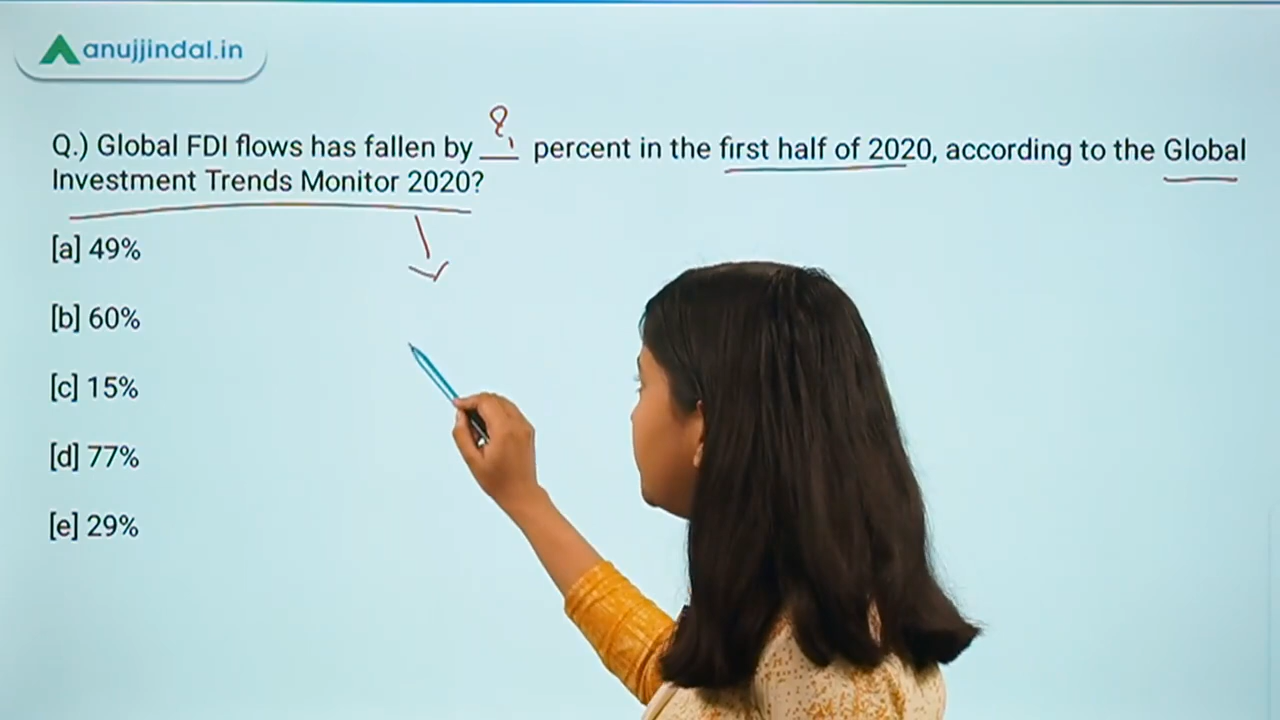 anujjindal.in
Q.) Global FDI flows has fallen by __ percent in the first half of 2020, according to the Global
Investment Trends Monitor 2020?
[a] 49%
[b] 60%
[c] 15%
[d] 77%
[e] 29%